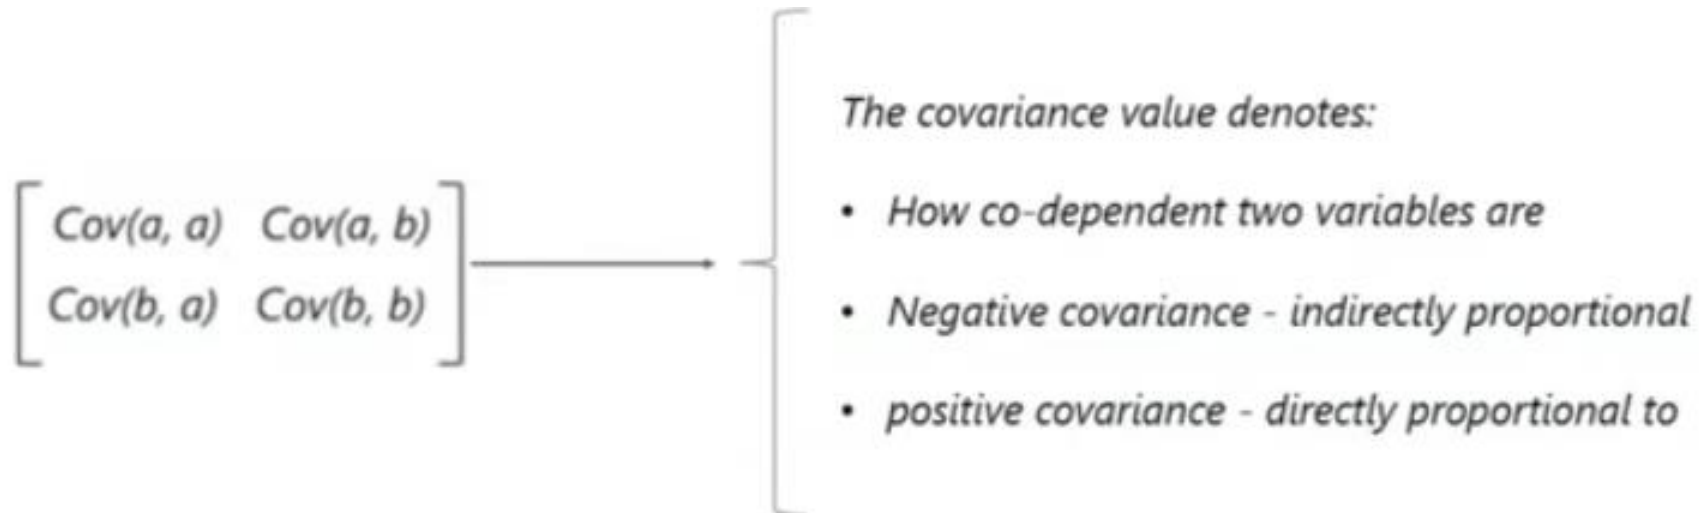 Cov(a, a) Cov(a, b)
Cov(b, a) Cov(b, b)
The covariance value denotes:
• How co-dependent two variables are
• Negative covariance - indirectly proportional
• positive covariance - directly proportional to